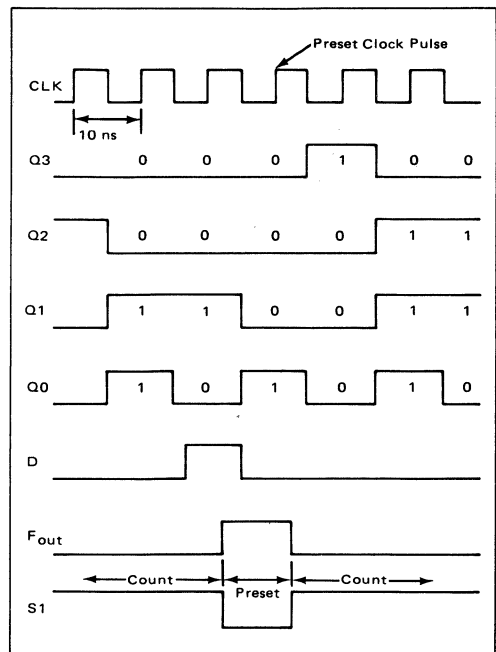 Preset Clock Pulse
CLK
10 ns
Q3 0 0 0 1 0 0
Q2 0 0 0 0 1 1
Q1 1 1 0 0 1 1
Q0 1 0 1 0 1 0
D
Fout
Count Preset Count
S1